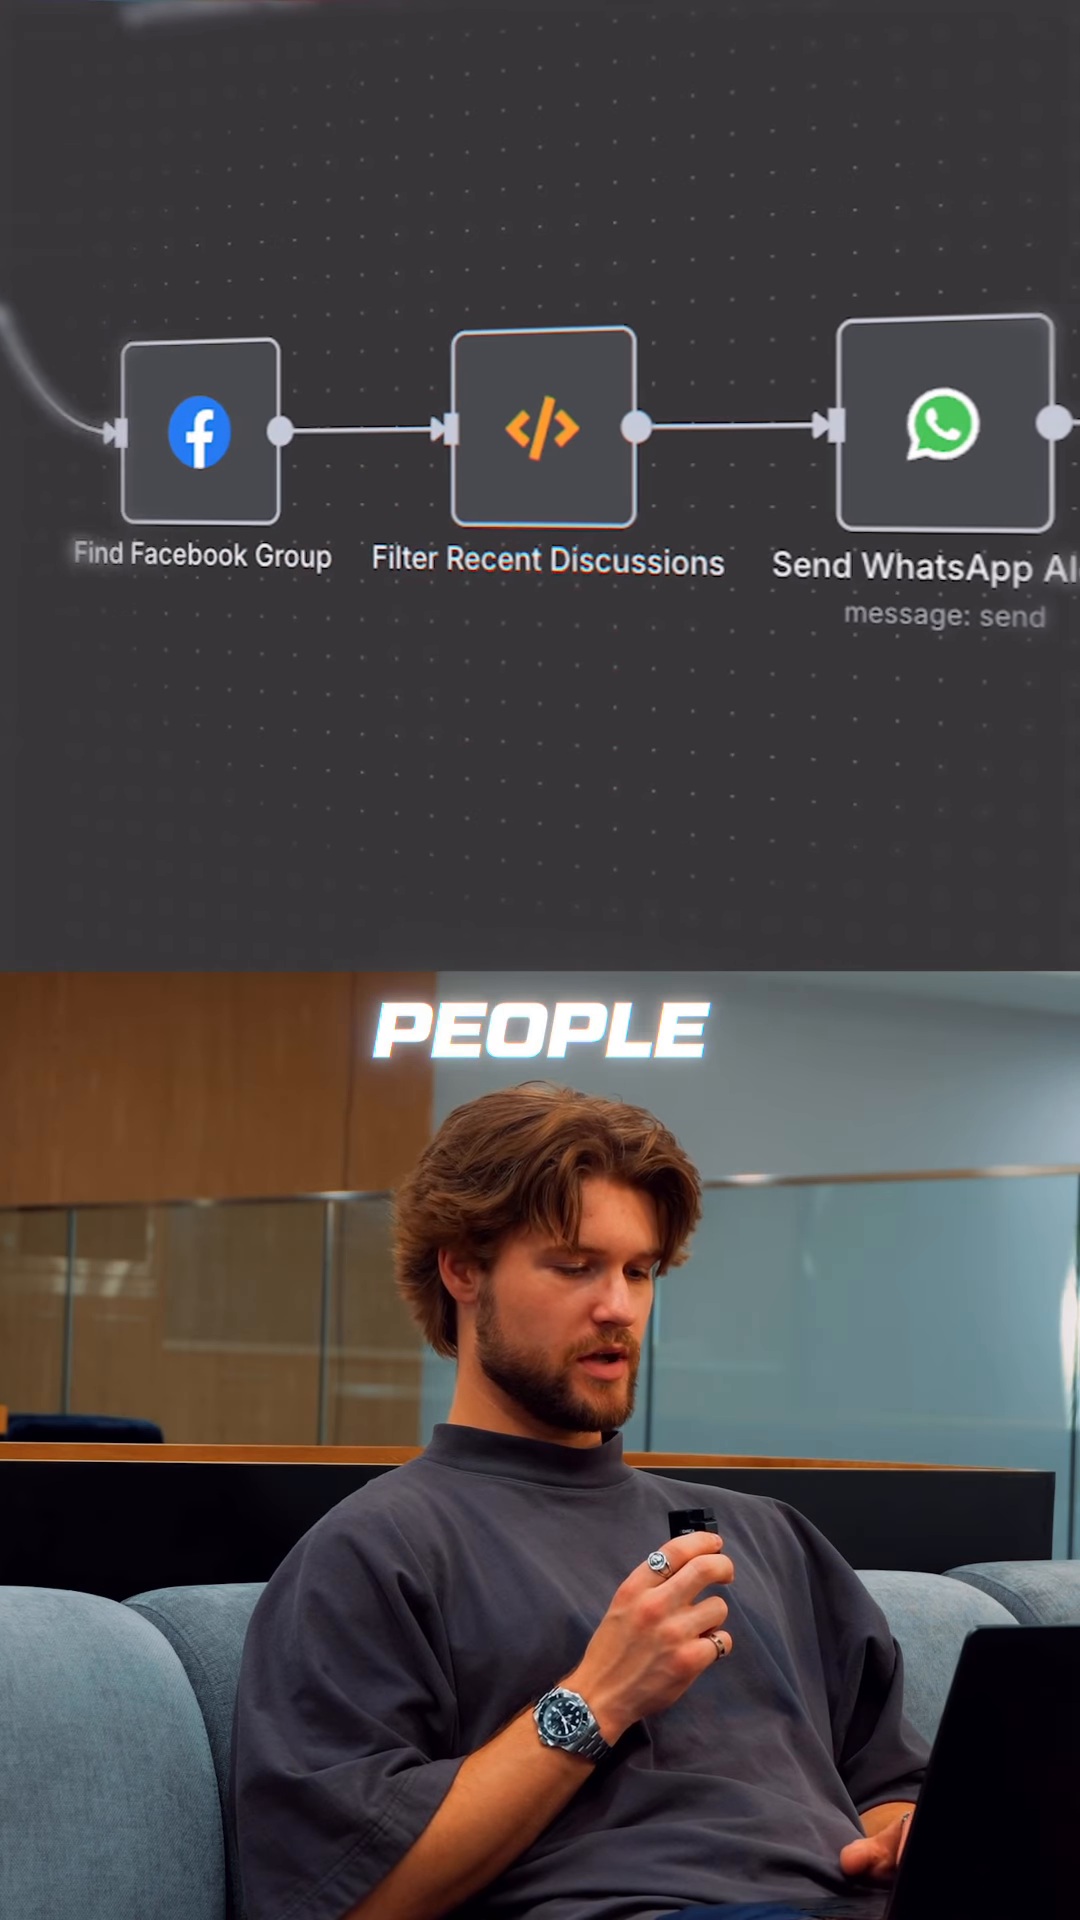 Find Facebook Group
Filter Recent Discussions
Send WhatsApp Al
message: send
PEOPLE